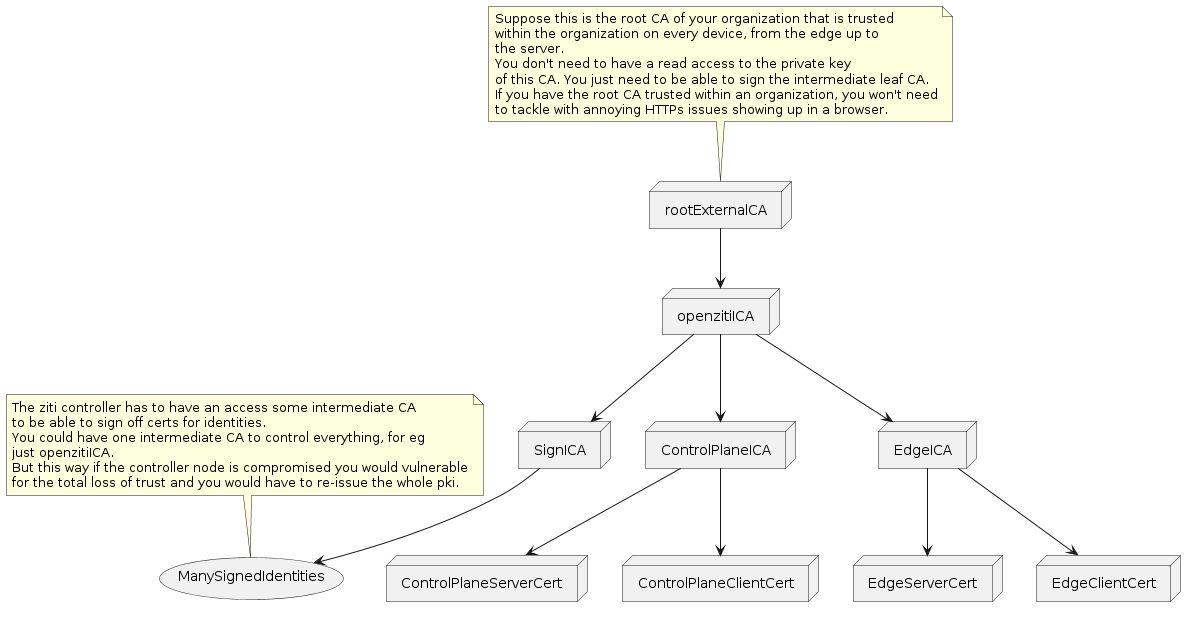 Suppose this is the root CA of your organization that is trusted
within the organization on every device, from the edge up to
the server.
You don't need to have a read access to the private key
of this CA. You just need to be able to sign the intermediate leaf CA.
If you have the root CA trusted within an organization, you won't need
to tackle with annoying HTTPs issues showing up in a browser.
rootExternalCA
openzitiICA
The ziti controller has to have an access some intermediate CA
to be able to sign off certs for identities.
You could have one intermediate CA to control everything, for eg
just openzitiICA.
But this way if the controller node is compromised you would vulnerable
for the total loss of trust and you would have to re-issue the whole pki.
SignICA
ControlPlaneICA
EdgeICA
ManySignedIdentities
ControlPlaneServerCert
ControlPlaneClientCert
EdgeServerCert
EdgeClientCert